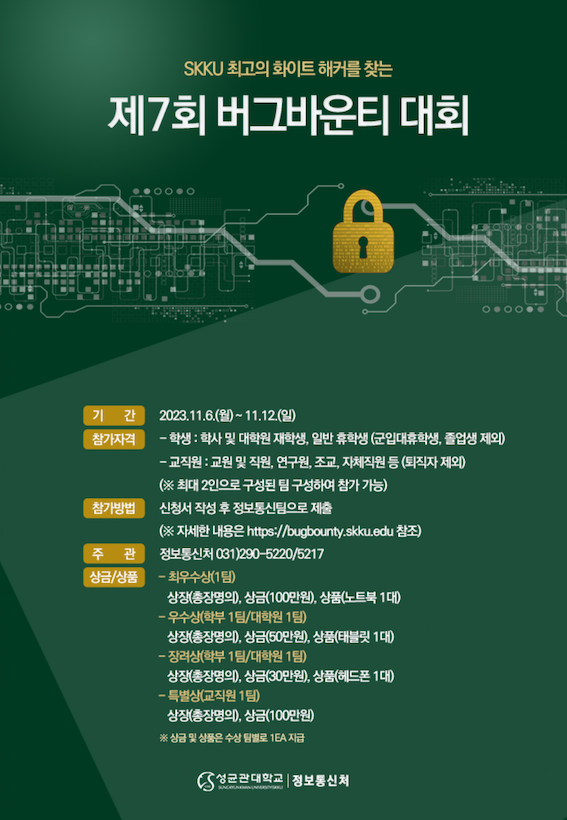 SKKU 최고의 화이트 해커를 찾는
제7회 버그바운티 대회
기 간 2023.11.6.(월) ~ 11.12.(일)
참가자격 - 학생 : 학사 및 대학원 재학생, 일반 휴학생 (군입대휴학생, 졸업생 제외)
- 교직원 : 교원 및 직원, 연구원, 조교, 자체직원 등 (퇴직자 제외)
(※ 최대 2인으로 구성된 팀 구성하여 참가 가능)
참가방법 신청서 작성 후 정보통신팀으로 제출
(※ 자세한 내용은 https://bugbounty.skku.edu 참조)
주 관 정보통신처 031)290-5220/5217
상금/상품 - 최우수상(1팀)
상장(총장명의), 상금(100만원), 상품(노트북 1대)
- 우수상(학부 1팀/대학원 1팀)
상장(총장명의), 상금(50만원), 상품(태블릿 1대)
- 장려상(학부 1팀/대학원 1팀)
상장(총장명의), 상금(30만원), 상품(헤드폰 1대)
- 특별상(교직원 1팀)
상장(총장명의), 상금(100만원)
※ 상금 및 상품은 수상 팀별로 1EA 지급
성균관대학교 | 정보통신처
SUNGKYUNKWAN UNIVERSITY(SKKU)